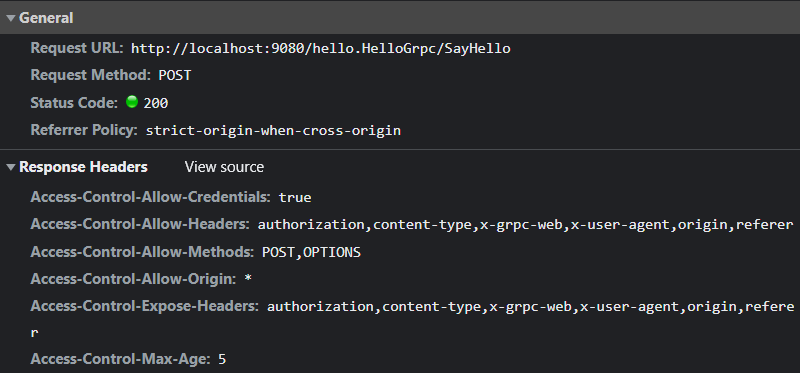 General
Request URL: http://localhost:9080/hello.HelloGrpc/SayHello
Request Method: POST
Status Code: 200
Referrer Policy: strict-origin-when-cross-origin
Response Headers View source
Access-Control-Allow-Credentials: true
Access-Control-Allow-Headers: authorization,content-type,x-grpc-web,x-user-agent,origin,referer
Access-Control-Allow-Methods: POST,OPTIONS
Access-Control-Allow-Origin: *
Access-Control-Expose-Headers: authorization,content-type,x-grpc-web,x-user-agent,origin,refere
r
Access-Control-Max-Age: 5